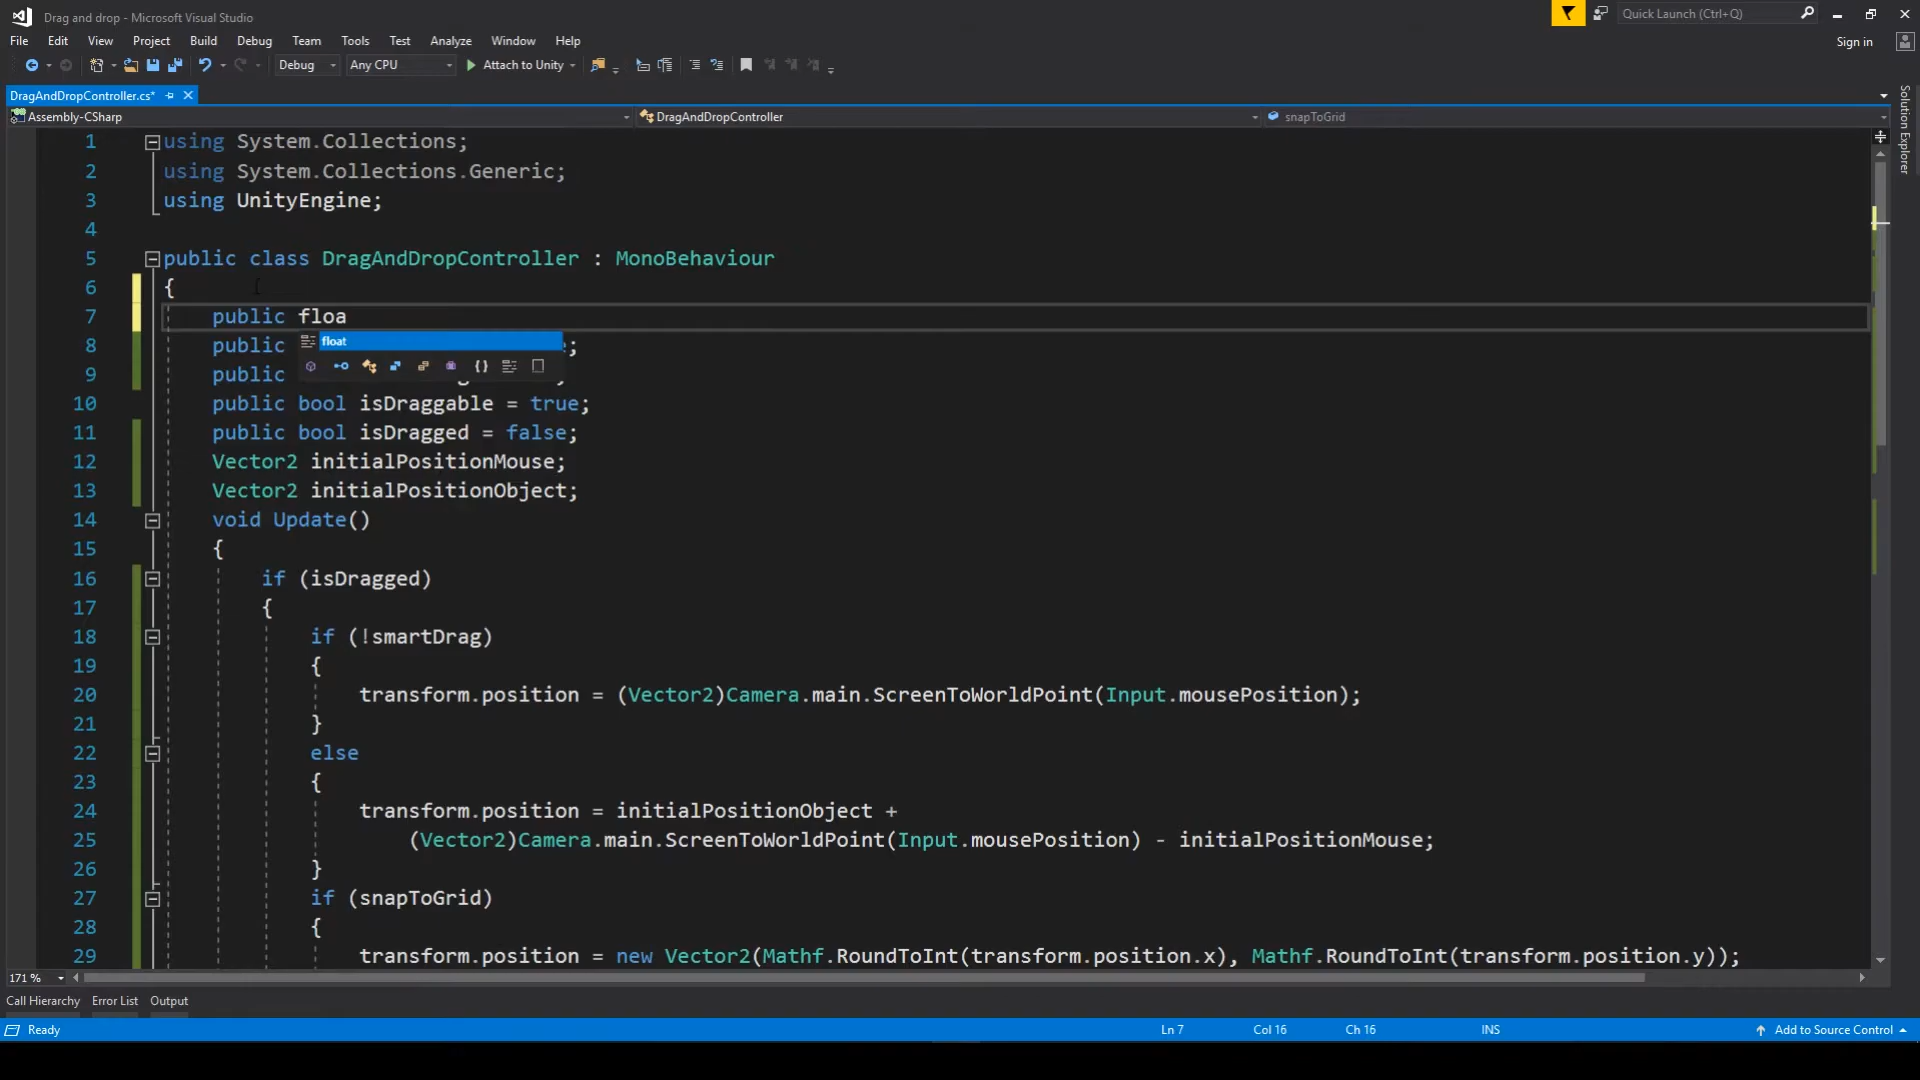 Drag and drop - Microsoft Visual Studio
Quick Launch (Ctrl+Q)
File Edit View Project Build Debug Team Tools Test Analyze Window Help
Sign in
Debug Any CPU Attach to Unity
DragAndDropController.cs*
Solution Explorer
Assembly-CSharp DragAndDropController snapToGrid
1 using System.Collections;
2 using System.Collections.Generic;
3 using UnityEngine;
4
5 public class DragAndDropController : MonoBehaviour
6 {
7 public floa
float
8 public ;
9 public
10 public bool isDraggable = true;
11 public bool isDragged = false;
12 Vector2 initialPositionMouse;
13 Vector2 initialPositionObject;
14 void Update()
15 {
16 if (isDragged)
17 {
18 if (!smartDrag)
19 {
20 transform.position = (Vector2)Camera.main.ScreenToWorldPoint(Input.mousePosition);
21 }
22 else
23 {
24 transform.position = initialPositionObject +
25 (Vector2)Camera.main.ScreenToWorldPoint(Input.mousePosition) - initialPositionMouse;
26 }
27 if (snapToGrid)
28 {
29 transform.position = new Vector2(Mathf.RoundToInt(transform.position.x), Mathf.RoundToInt(transform.position.y));
171 %
Call Hierarchy Error List Output
Ready Ln 7 Col 16 Ch 16 INS Add to Source Control